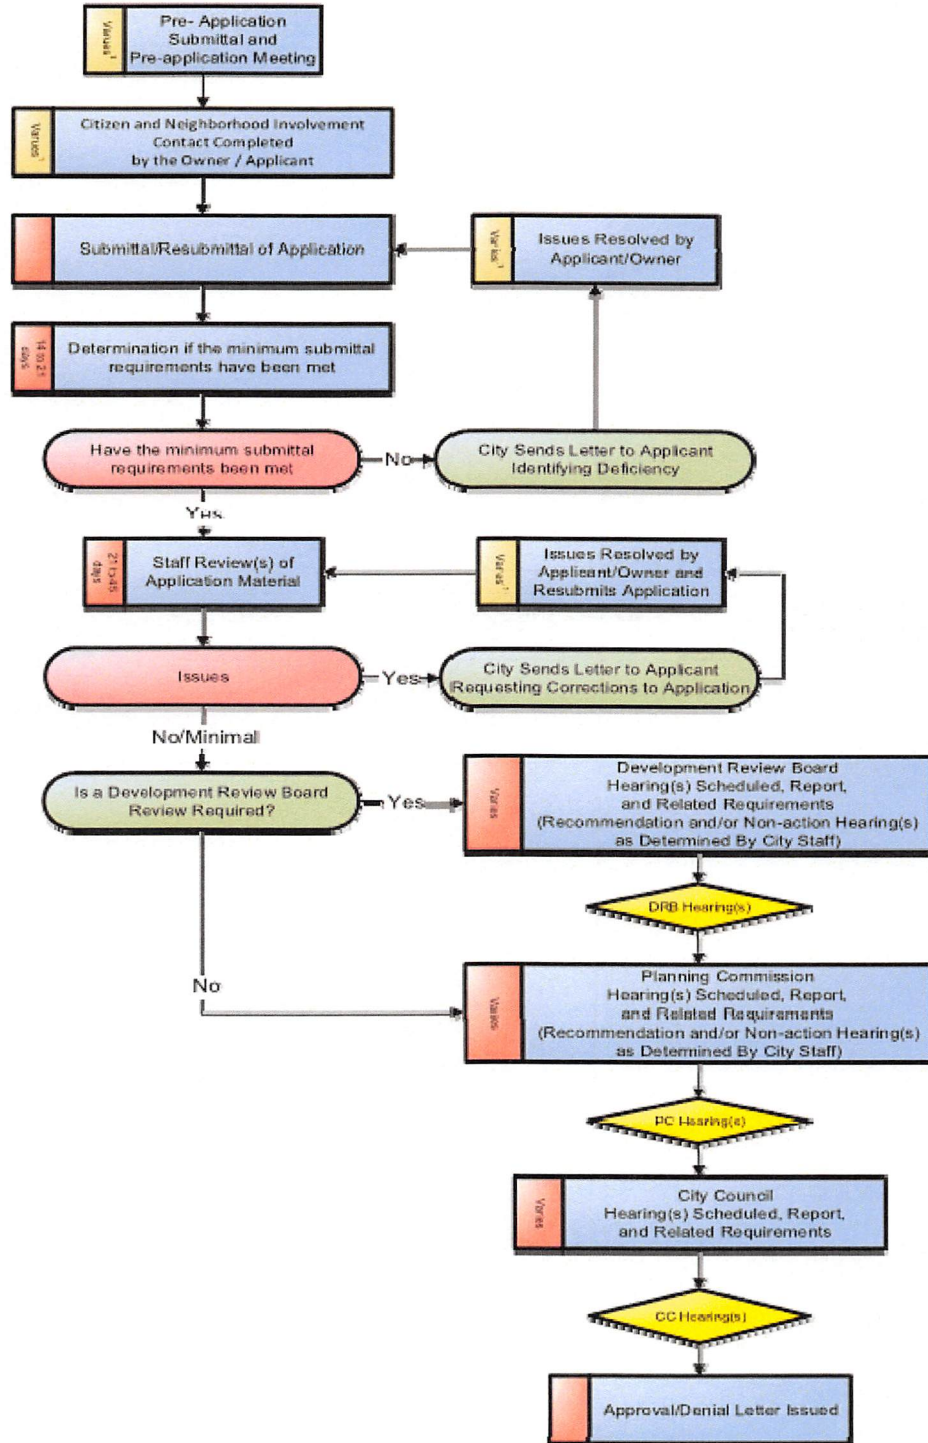 Pre- Application
Submittal and
Pre-application Meeting
Varies¹
Citizen and Neighborhood Involvement
Contact Completed
by the Owner / Applicant
Varies¹
Submittal/Resubmittal of Application
Issues Resolved by
Applicant/Owner
Varies¹
Determination if the minimum submittal
requirements have been met
14 to 21
days
Have the minimum submittal
requirements been met
No
City Sends Letter to Applicant
Identifying Deficiency
Yes
Staff Review(s) of
Application Material
21 to 45
days
Issues Resolved by
Applicant/Owner and
Resubmits Application
Varies¹
Issues
Yes
City Sends Letter to Applicant
Requesting Corrections to Application
No/Minimal
Is a Development Review Board
Review Required?
Yes
Varies
Development Review Board
Hearing(s) Scheduled, Report,
and Related Requirements
(Recommendation and/or Non-action Hearing(s)
as Determined By City Staff)
DRB Hearing(s)
No
Varies
Planning Commission
Hearing(s) Scheduled, Report,
and Related Requirements
(Recommendation and/or Non-action Hearing(s)
as Determined By City Staff)
PC Hearing(s)
Varies
City Council
Hearing(s) Scheduled, Report,
and Related Requirements
CC Hearing(s)
Approval/Denial Letter Issued